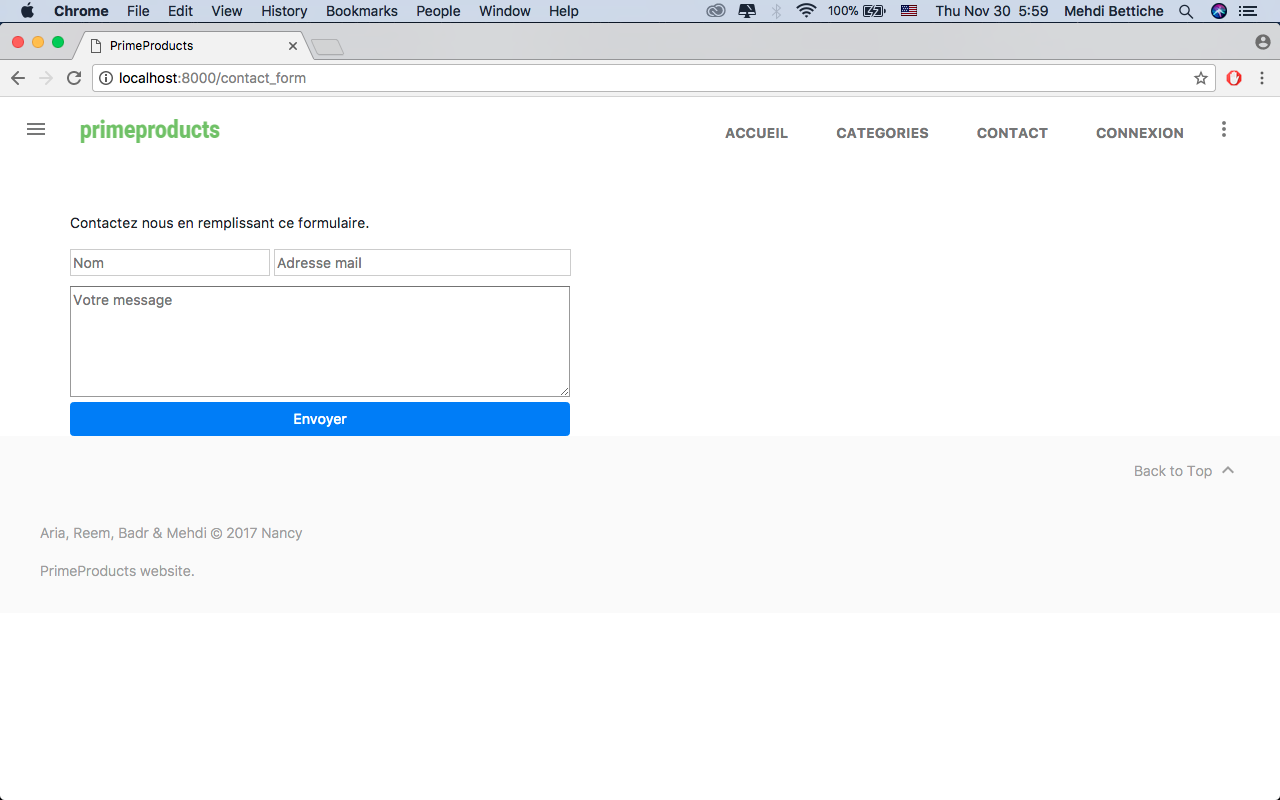 Chrome File Edit View History Bookmarks People Window Help 100% Thu Nov 30 5:59 Mehdi Bettiche
PrimeProducts
localhost:8000/contact_form
primeproducts ACCUEIL CATEGORIES CONTACT CONNEXION
Contactez nous en remplissant ce formulaire.
Nom Adresse mail
Votre message
Envoyer
Back to Top
Aria, Reem, Badr & Mehdi © 2017 Nancy
PrimeProducts website.